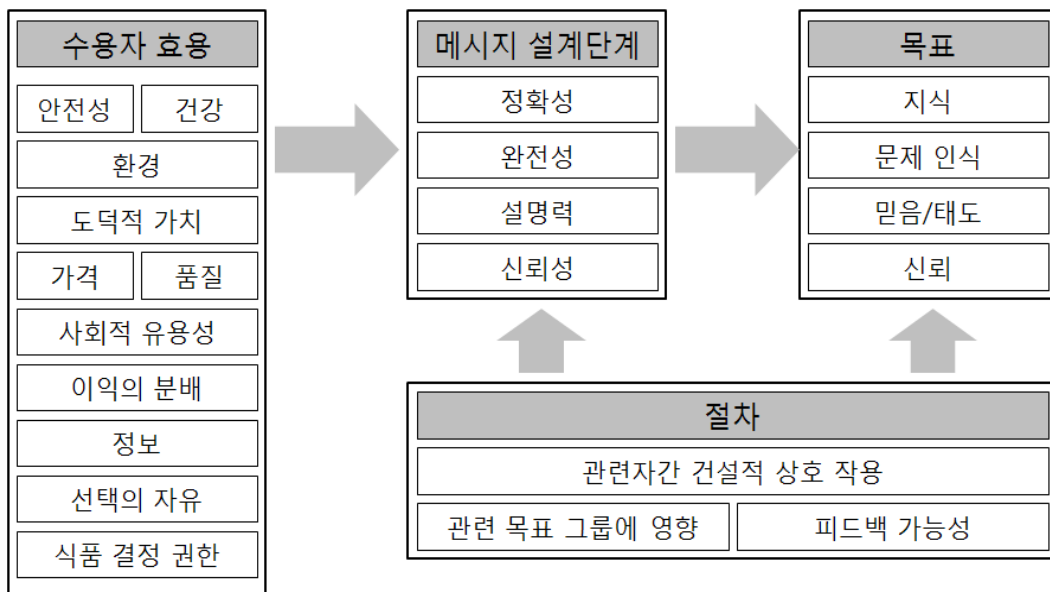 수용자 효용
안전성
건강
환경
도덕적 가치
가격
품질
사회적 유용성
이익의 분배
정보
선택의 자유
식품 결정 권한
메시지 설계단계
정확성
완전성
설명력
신뢰성
목표
지식
문제 인식
믿음/태도
신뢰
절차
관련자간 건설적 상호 작용
관련 목표 그룹에 영향
피드백 가능성